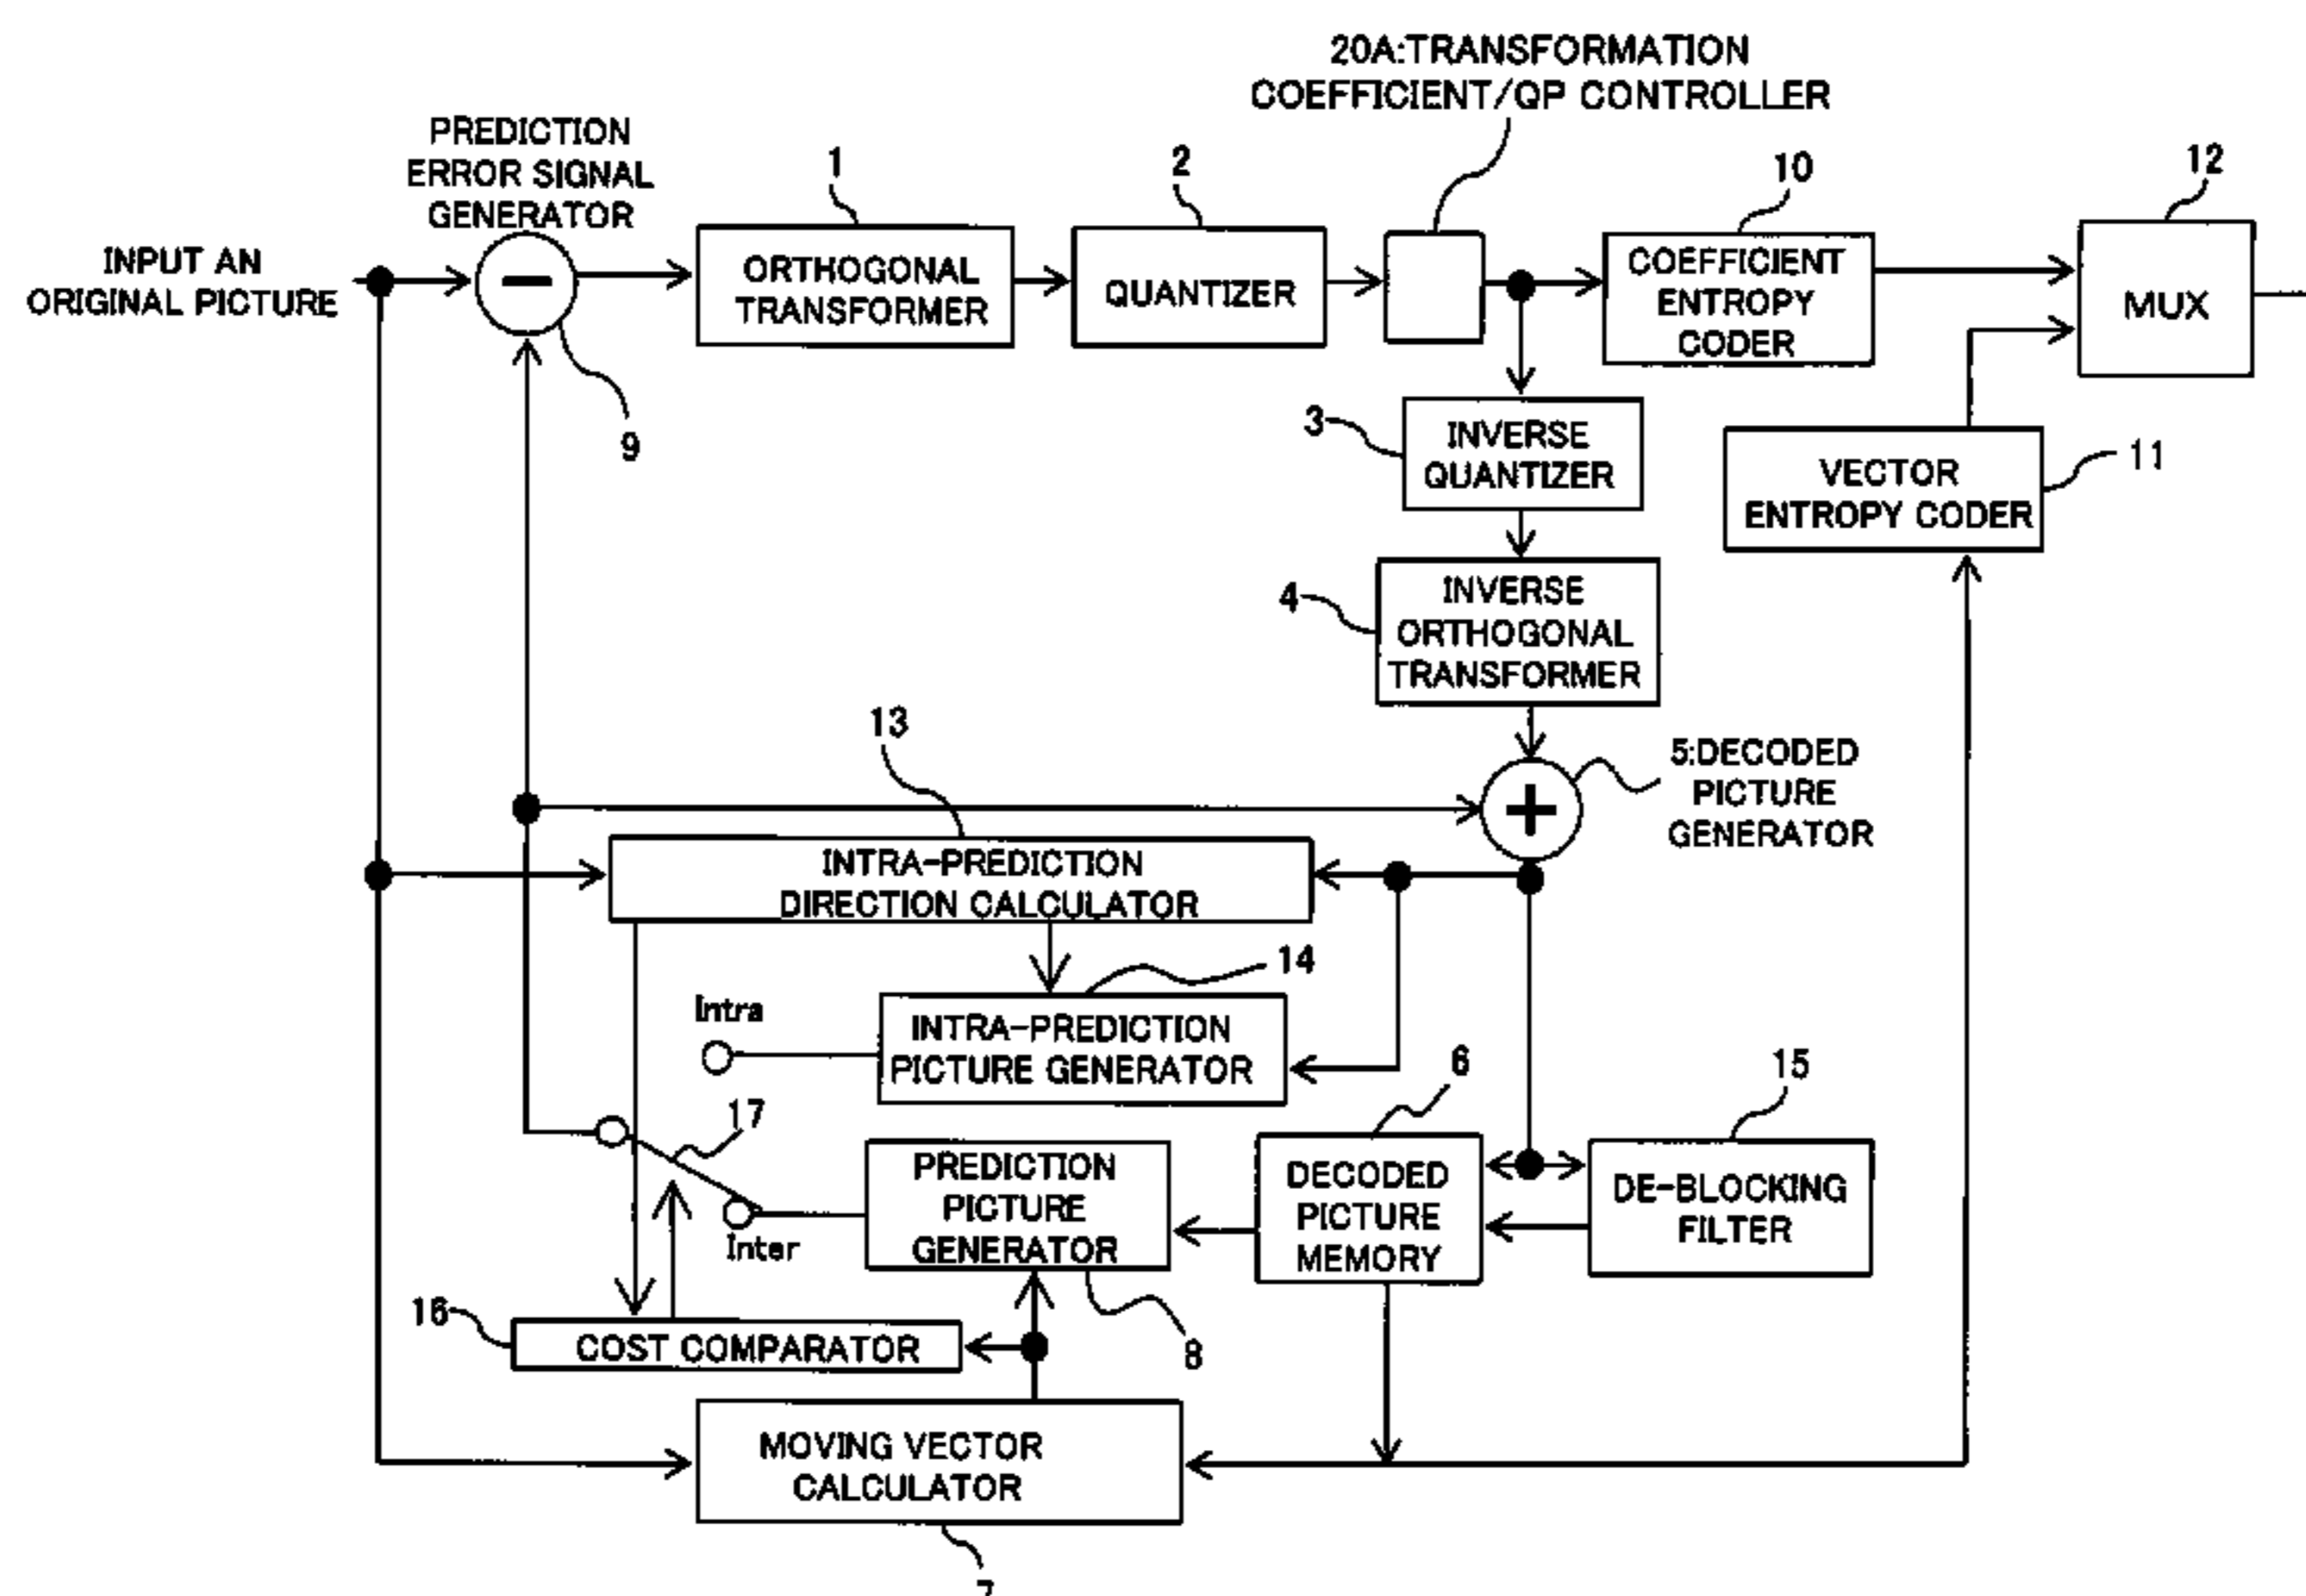 20A:TRANSFORMATION
COEFFICIENT/QP CONTROLLER
PREDICTION
ERROR SIGNAL
GENERATOR
1
2
10
12
INPUT AN
ORIGINAL PICTURE
−
ORTHOGONAL
TRANSFORMER
QUANTIZER
COEFFICIENT
ENTROPY
CODER
MUX
9
3
INVERSE
QUANTIZER
VECTOR
ENTROPY CODER
11
4
INVERSE
ORTHOGONAL
TRANSFORMER
13
5:DECODED
PICTURE
GENERATOR
+
INTRA-PREDICTION
DIRECTION CALCULATOR
14
Intra
INTRA-PREDICTION
PICTURE GENERATOR
6
15
17
PREDICTION
PICTURE
GENERATOR
DECODED
PICTURE
MEMORY
DE-BLOCKING
FILTER
Inter
16
COST COMPARATOR
8
MOVING VECTOR
CALCULATOR
7